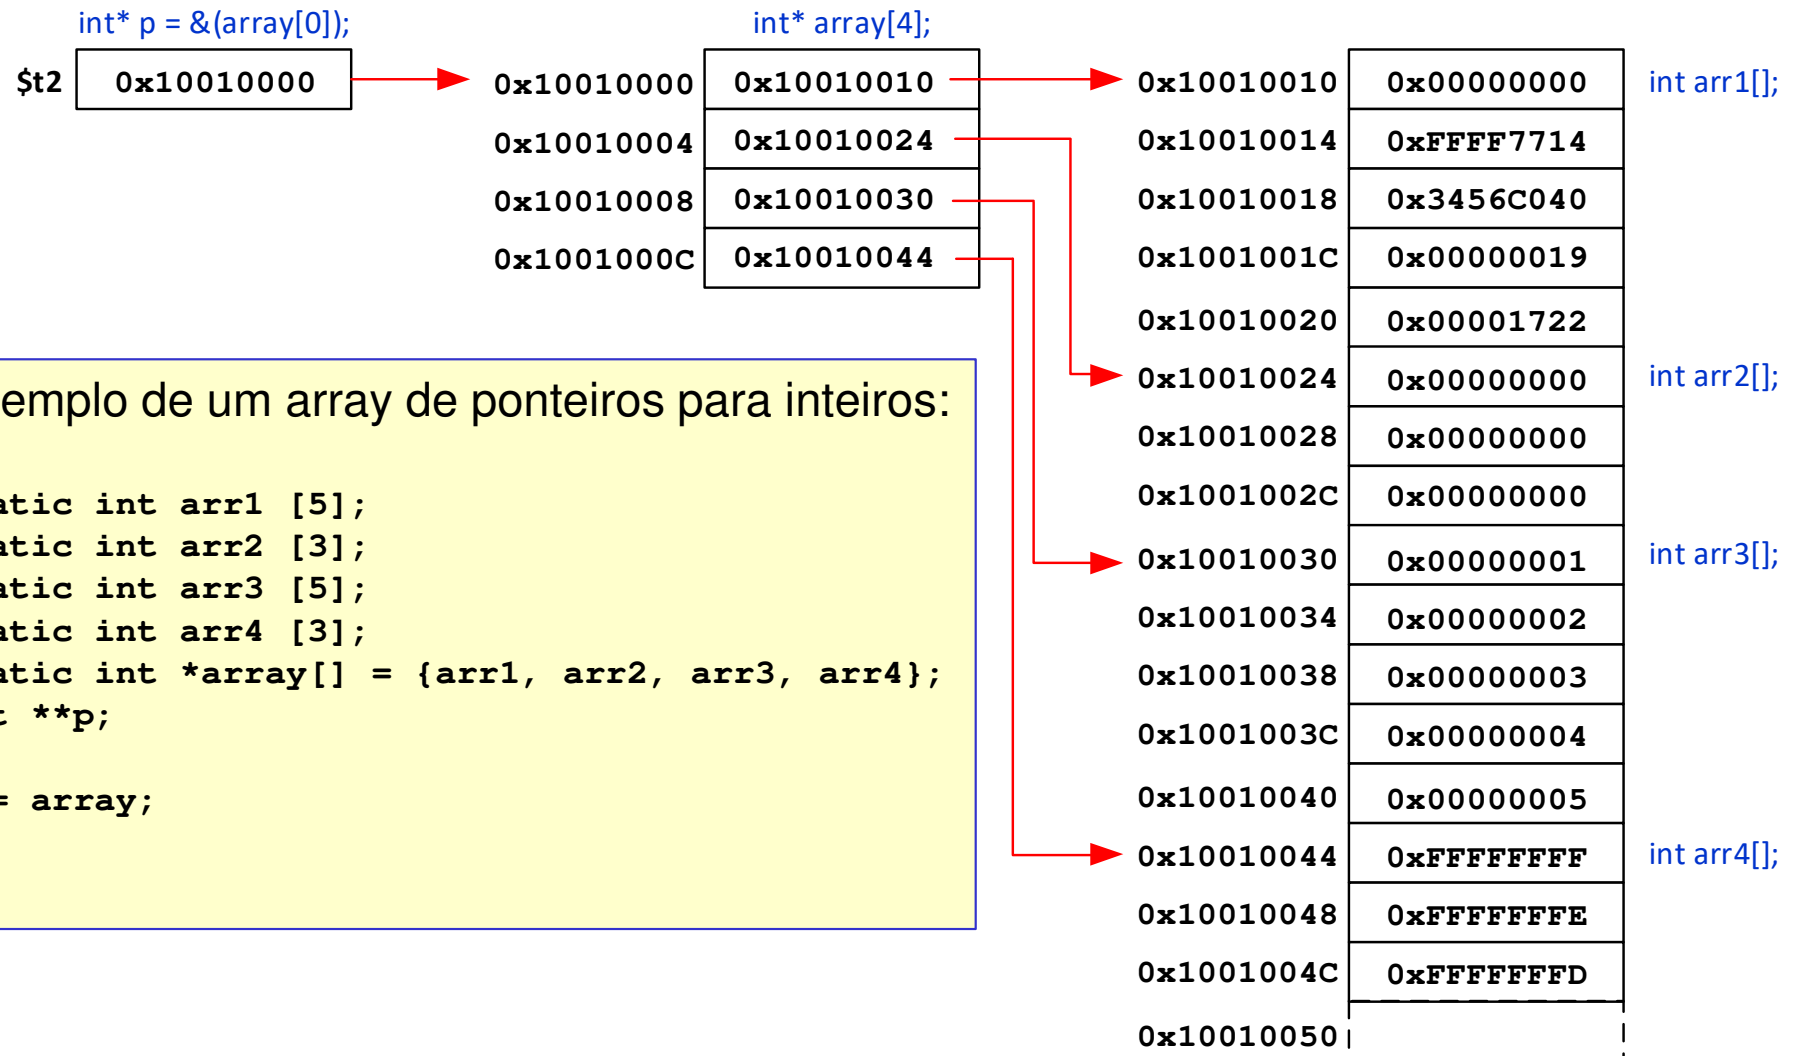 int* p = &(array[0]);
int* array[4];
$t2 0x10010000
0x10010000 0x10010010
0x10010004 0x10010024
0x10010008 0x10010030
0x1001000C 0x10010044
0x10010010 0x00000000 int arr1[];
0x10010014 0xFFFF7714
0x10010018 0x3456C040
0x1001001C 0x00000019
0x10010020 0x00001722
0x10010024 0x00000000 int arr2[];
0x10010028 0x00000000
0x1001002C 0x00000000
0x10010030 0x00000001 int arr3[];
0x10010034 0x00000002
0x10010038 0x00000003
0x1001003C 0x00000004
0x10010040 0x00000005
0x10010044 0xFFFFFFFF int arr4[];
0x10010048 0xFFFFFFFE
0x1001004C 0xFFFFFFFD
0x10010050
emplo de um array de ponteiros para inteiros:
atic int arr1 [5];
atic int arr2 [3];
atic int arr3 [5];
atic int arr4 [3];
atic int *array[] = {arr1, arr2, arr3, arr4};
t **p;
= array;